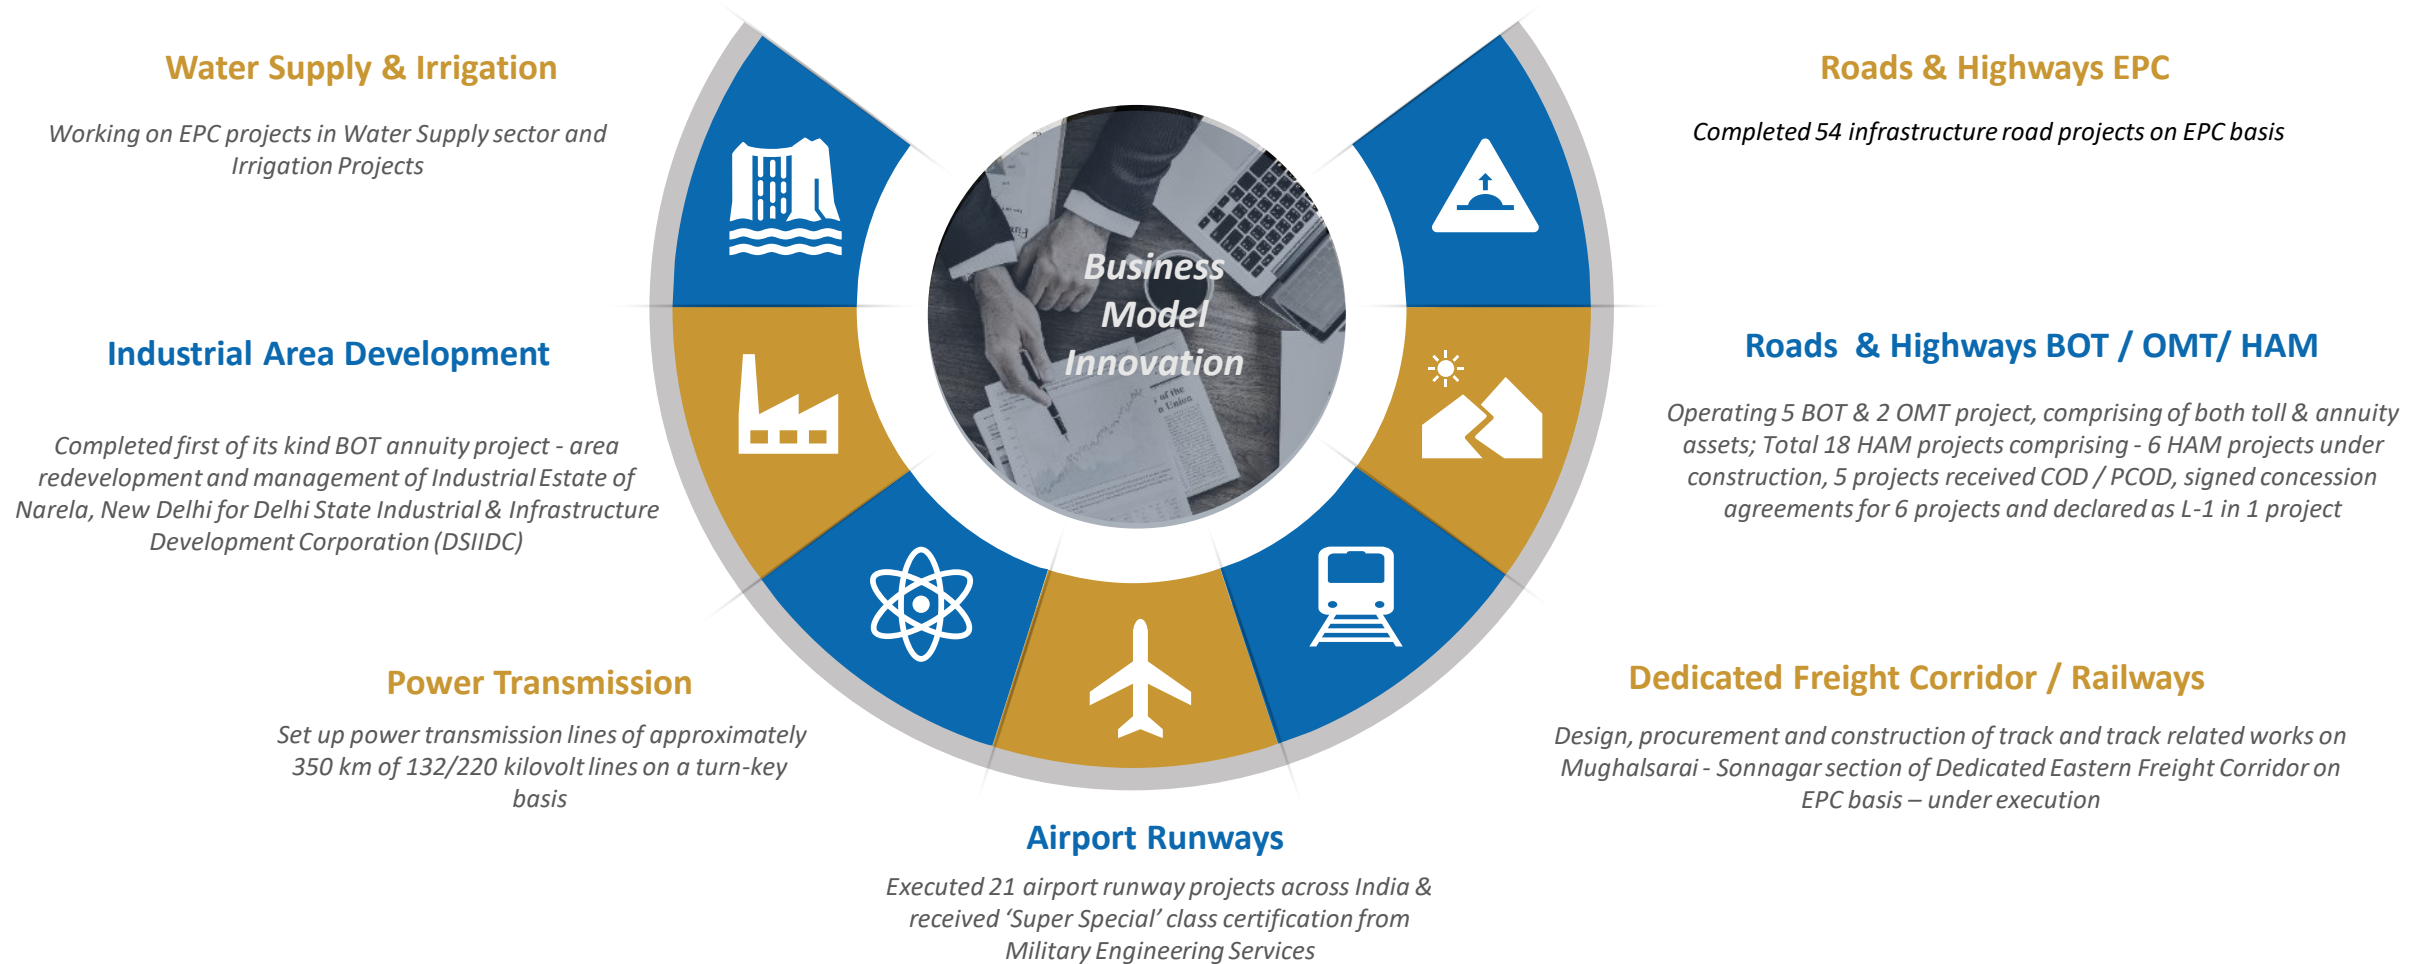 Water Supply & Irrigation
Working on EPC projects in Water Supply sector and
Irrigation Projects
Industrial Area Development
Completed first of its kind BOT annuity project - area
redevelopment and management of Industrial Estate of
Narela, New Delhi for Delhi State Industrial & Infrastructure
Development Corporation (DSIIDC)
Power Transmission
Set up power transmission lines of approximately
350 km of 132/220 kilovolt lines on a turn-key
basis
Business
Model
Innovation
Airport Runways
Executed 21 airport runway projects across India &
received ‘Super Special’ class certification from
Military Engineering Services
Roads & Highways EPC
Completed 54 infrastructure road projects on EPC basis
Roads & Highways BOT / OMT/ HAM
Operating 5 BOT & 2 OMT project, comprising of both toll & annuity
assets; Total 18 HAM projects comprising - 6 HAM projects under
construction, 5 projects received COD / PCOD, signed concession
agreements for 6 projects and declared as L-1 in 1 project
Dedicated Freight Corridor / Railways
Design, procurement and construction of track and track related works on
Mughalsarai - Sonnagar section of Dedicated Eastern Freight Corridor on
EPC basis – under execution